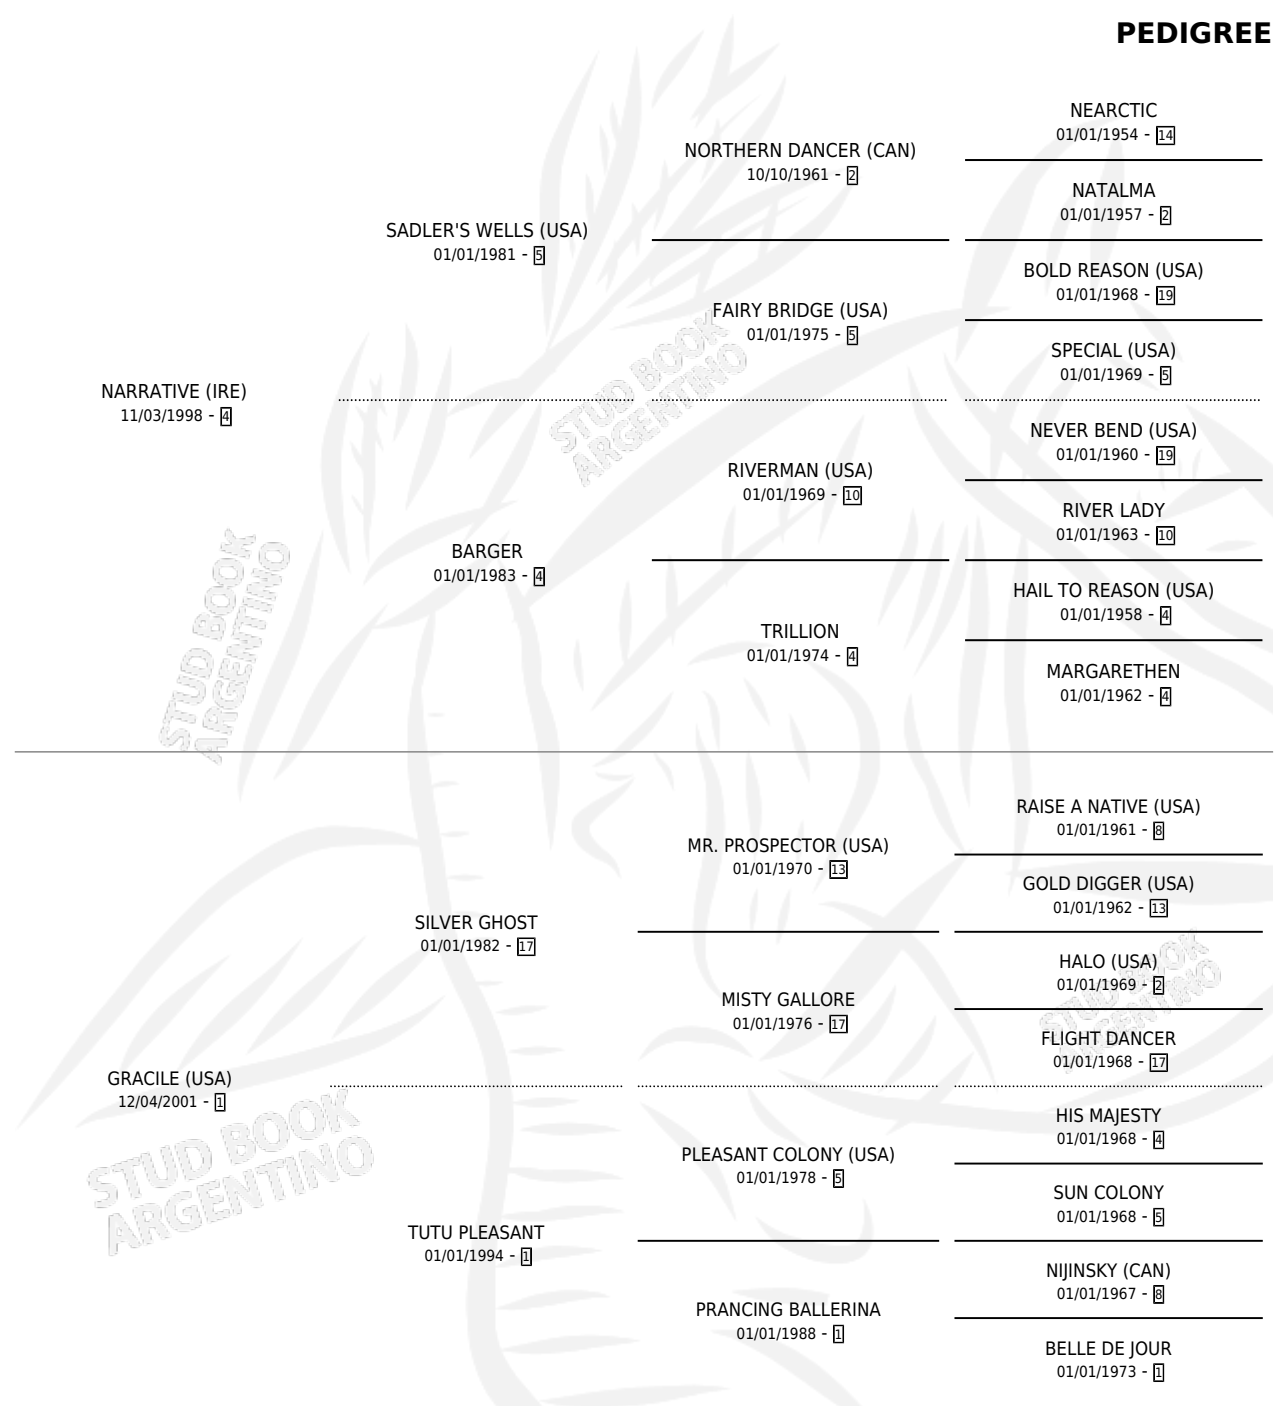 PEDIGREE
NEARCTIC
01/01/1954 - 14
NORTHERN DANCER (CAN)
10/10/1961 - 2
NATALMA
01/01/1957 - 2
SADLER'S WELLS (USA)
01/01/1981 - 5
BOLD REASON (USA)
01/01/1968 - 19
FAIRY BRIDGE (USA)
01/01/1975 - 5
SPECIAL (USA)
01/01/1969 - 5
NARRATIVE (IRE)
11/03/1998 - 4
STUD BOOK
ARGENTINO
NEVER BEND (USA)
01/01/1960 - 19
RIVERMAN (USA)
01/01/1969 - 10
RIVER LADY
01/01/1963 - 10
BARGER
01/01/1983 - 4
HAIL TO REASON (USA)
01/01/1958 - 4
TRILLION
01/01/1974 - 4
MARGARETHEN
01/01/1962 - 4
STUD BOOK
ARGENTINO
RAISE A NATIVE (USA)
01/01/1961 - 8
MR. PROSPECTOR (USA)
01/01/1970 - 13
GOLD DIGGER (USA)
01/01/1962 - 13
SILVER GHOST
01/01/1982 - 17
HALO (USA)
01/01/1969 - 2
MISTY GALLORE
01/01/1976 - 17
STUD BOOK
ARGENTINO
FLIGHT DANCER
01/01/1968 - 17
GRACILE (USA)
12/04/2001 - 1
STUD BOOK
ARGENTINO
HIS MAJESTY
01/01/1968 - 4
PLEASANT COLONY (USA)
01/01/1978 - 5
SUN COLONY
01/01/1968 - 5
TUTU PLEASANT
01/01/1994 - 1
NIJINSKY (CAN)
01/01/1967 - 8
PRANCING BALLERINA
01/01/1988 - 1
BELLE DE JOUR
01/01/1973 - 1